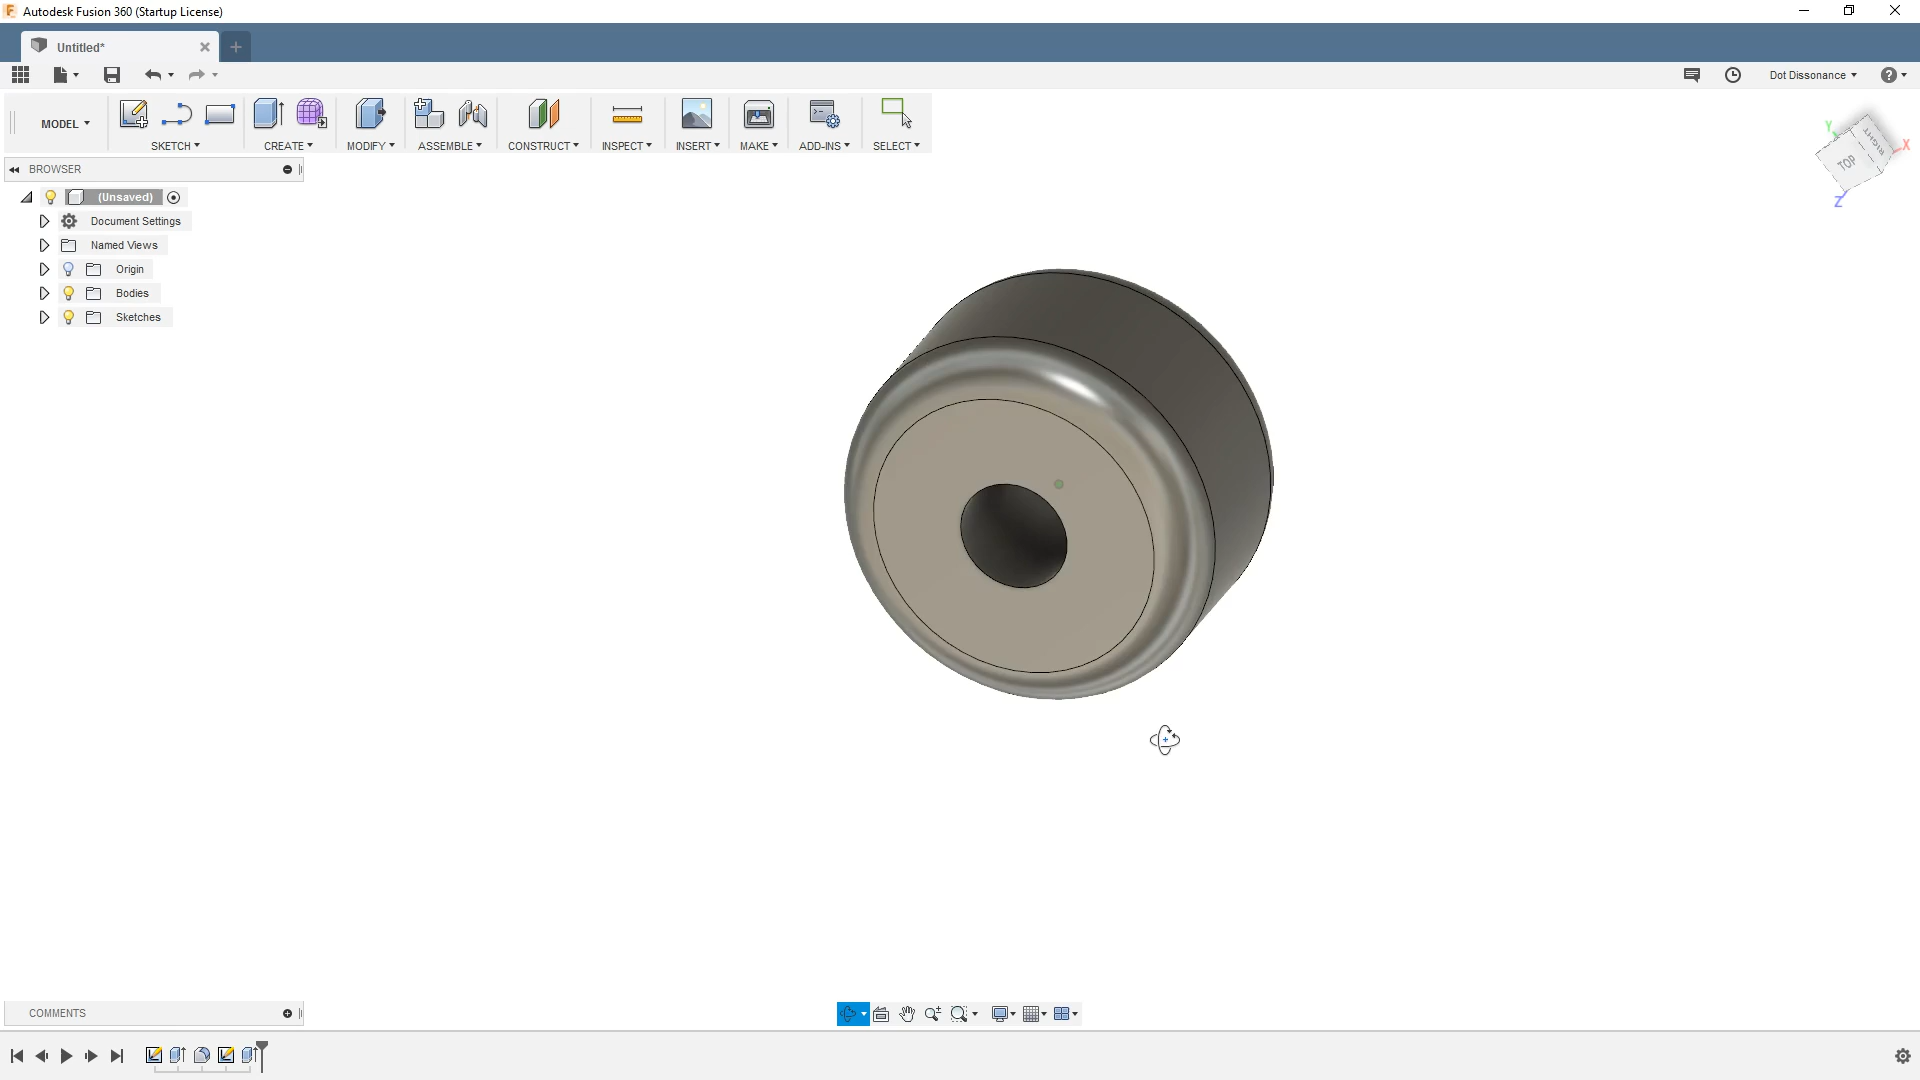 Autodesk Fusion 360 (Startup License)
Untitled*
Dot Dissonance
MODEL
SKETCH
CREATE
MODIFY
ASSEMBLE
CONSTRUCT
INSPECT
INSERT
MAKE
ADD-INS
SELECT
Y
X
Z
TOP
RIGHT
BROWSER
(Unsaved)
Document Settings
Named Views
Origin
Bodies
Sketches
COMMENTS